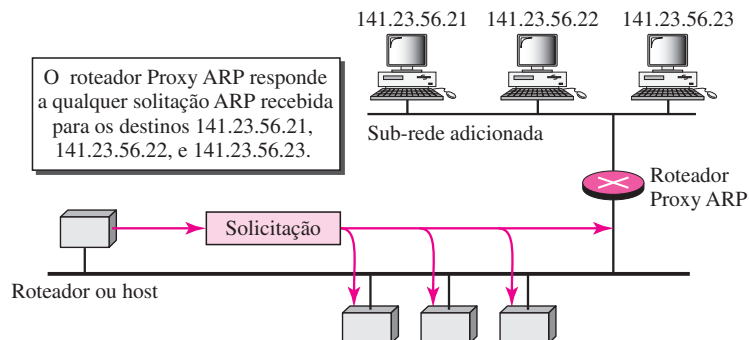 141.23.56.21 141.23.56.22 141.23.56.23
O roteador Proxy ARP responde
a qualquer solitação ARP recebida
para os destinos 141.23.56.21,
141.23.56.22, e 141.23.56.23.
Sub-rede adicionada
Roteador
Proxy ARP
Solicitação
Roteador ou host